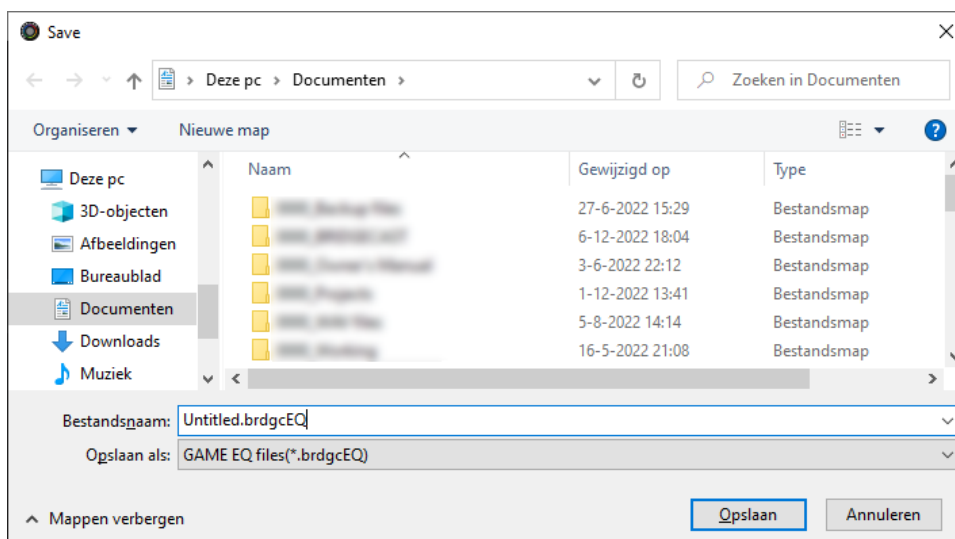 Save
Deze pc > Documenten >
Zoeken in Documenten
Organiseren
Nieuwe map
?
Deze pc
3D-objecten
Afbeeldingen
Bureaublad
Documenten
Downloads
Muziek
Naam Gewijzigd op Type
27-6-2022 15:29 Bestandsmap
6-12-2022 18:04 Bestandsmap
3-6-2022 22:12 Bestandsmap
1-12-2022 13:41 Bestandsmap
5-8-2022 14:14 Bestandsmap
16-5-2022 21:08 Bestandsmap
Bestandsnaam: Untitled.brdgcEQ
Opslaan als: GAME EQ files(*.brdgcEQ)
Mappen verbergen
Opslaan
Annuleren